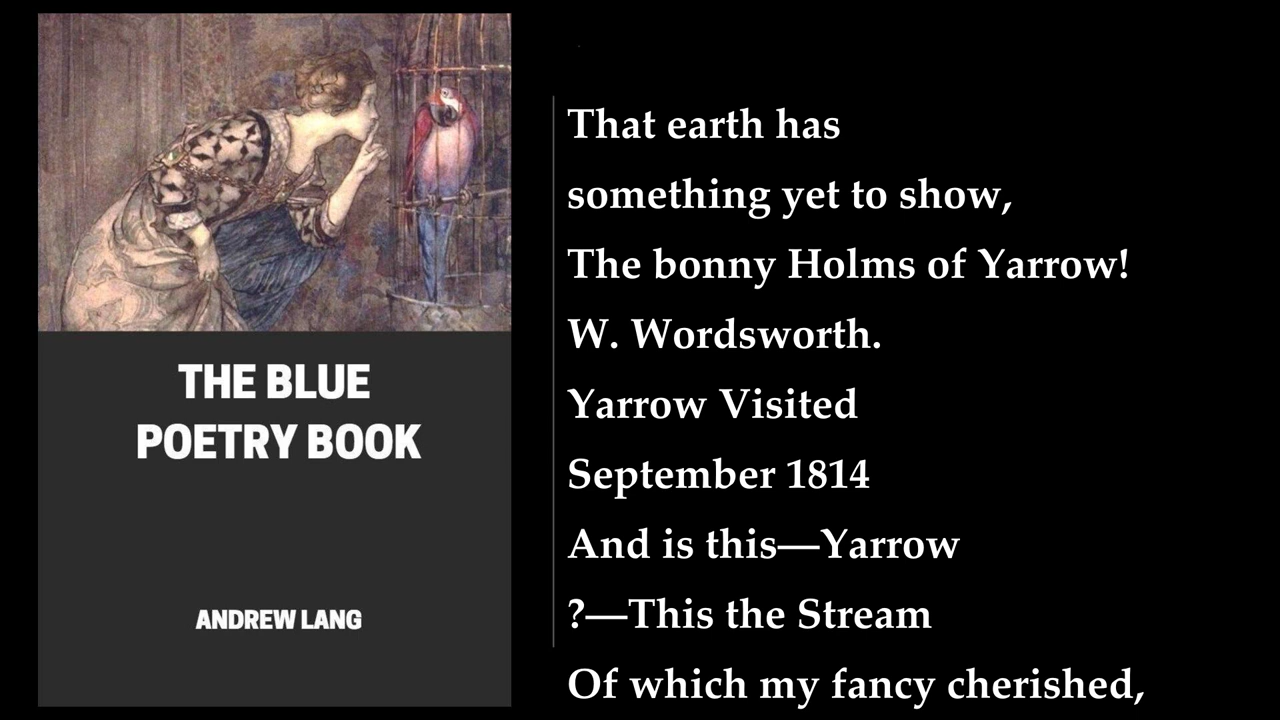 THE BLUE
POETRY BOOK
ANDREW LANG
That earth has
something yet to show,
The bonny Holms of Yarrow!
W. Wordsworth.
Yarrow Visited
September 1814
And is this—Yarrow
?—This the Stream
Of which my fancy cherished,